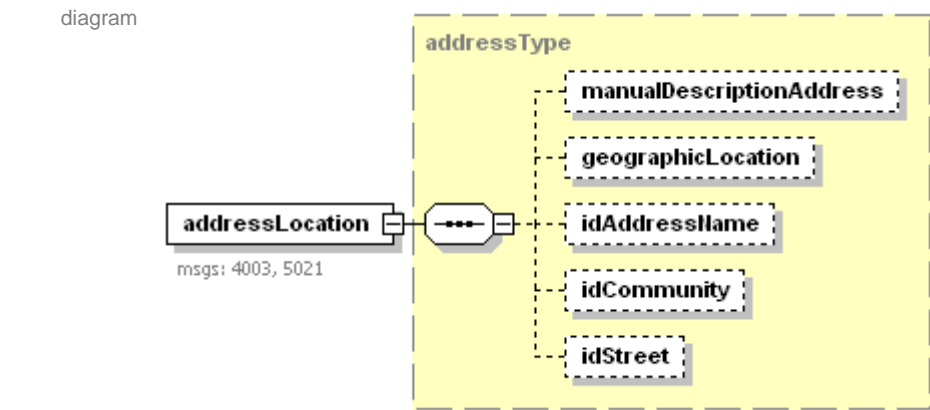 diagram
addressType
manualDescriptionAddress
geographicLocation
addressLocation
idAddressName
msgs: 4003, 5021
idCommunity
idStreet